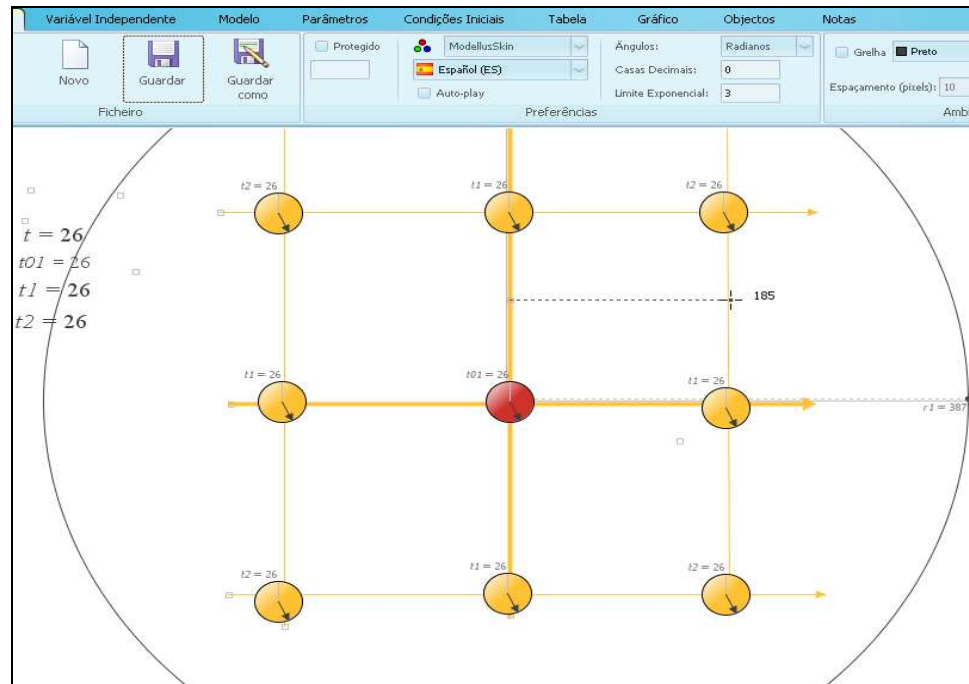 Variável Independente Modelo Parâmetros Condições Iniciais Tabela Gráfico Objectos Notas
Novo Guardar Guardar como
Ficheiro
Protegido
ModellusSkin
Español (ES)
Auto-play
Ângulos: Radianos
Casas Decimais: 0
Limite Exponencial: 3
Preferências
Grelha Preto
Espaçamento (pixels): 10
Ambi
t2 = 26 t1 = 26 t2 = 26
t = 26
t01 = 26
t1 = 26
t2 = 26
185
t1 = 26 t01 = 26 t1 = 26
r1 = 387
t2 = 26 t1 = 26 t2 = 26